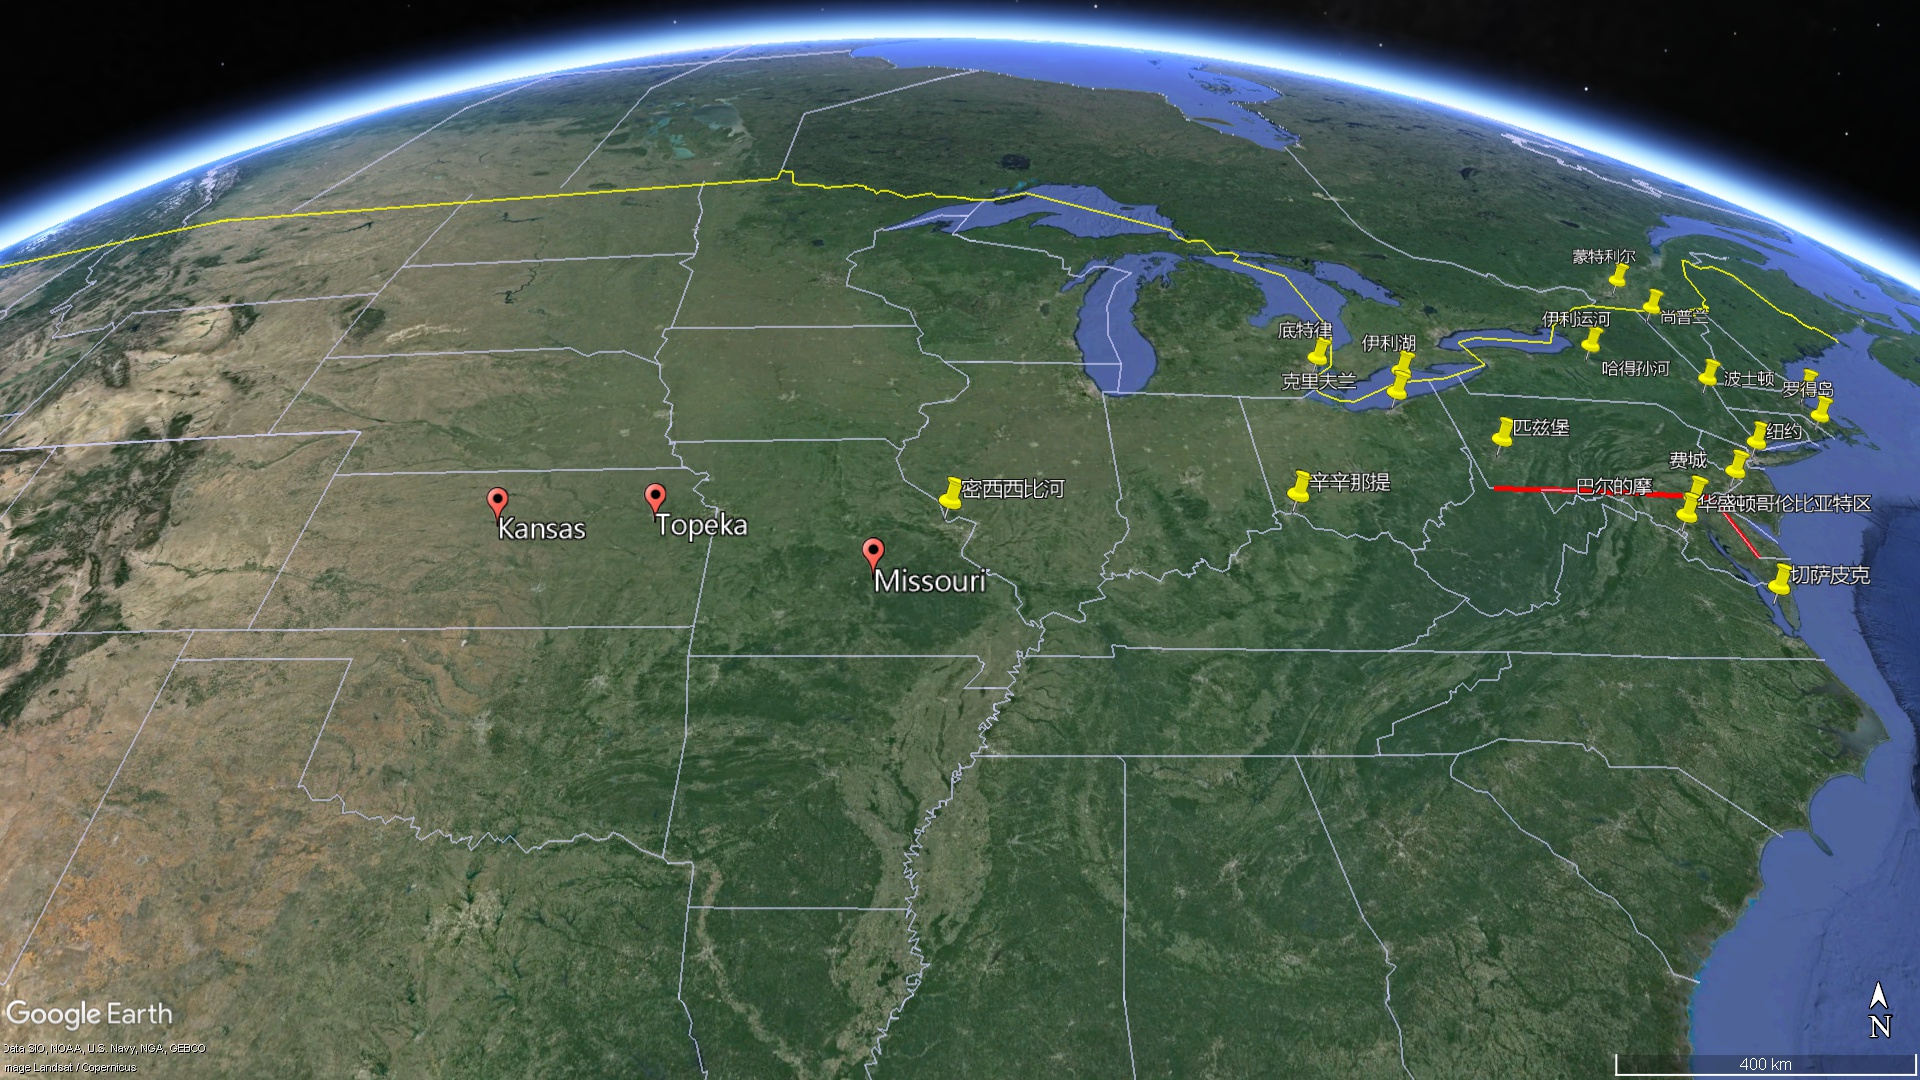 蒙特利尔
尚普兰
伊利运河
底特律
伊利湖
哈得孙河
克里夫兰
波士顿
罗得岛
匹兹堡
纽约
费城
密西西比河
辛辛那提
巴尔的摩
华盛顿哥伦比亚特区
Kansas
Topeka
Missouri
切萨皮克
Google Earth
N
Data SIO, NOAA, U.S. Navy, NGA, GEBCO
mage Landsat / Copernicus
400 km